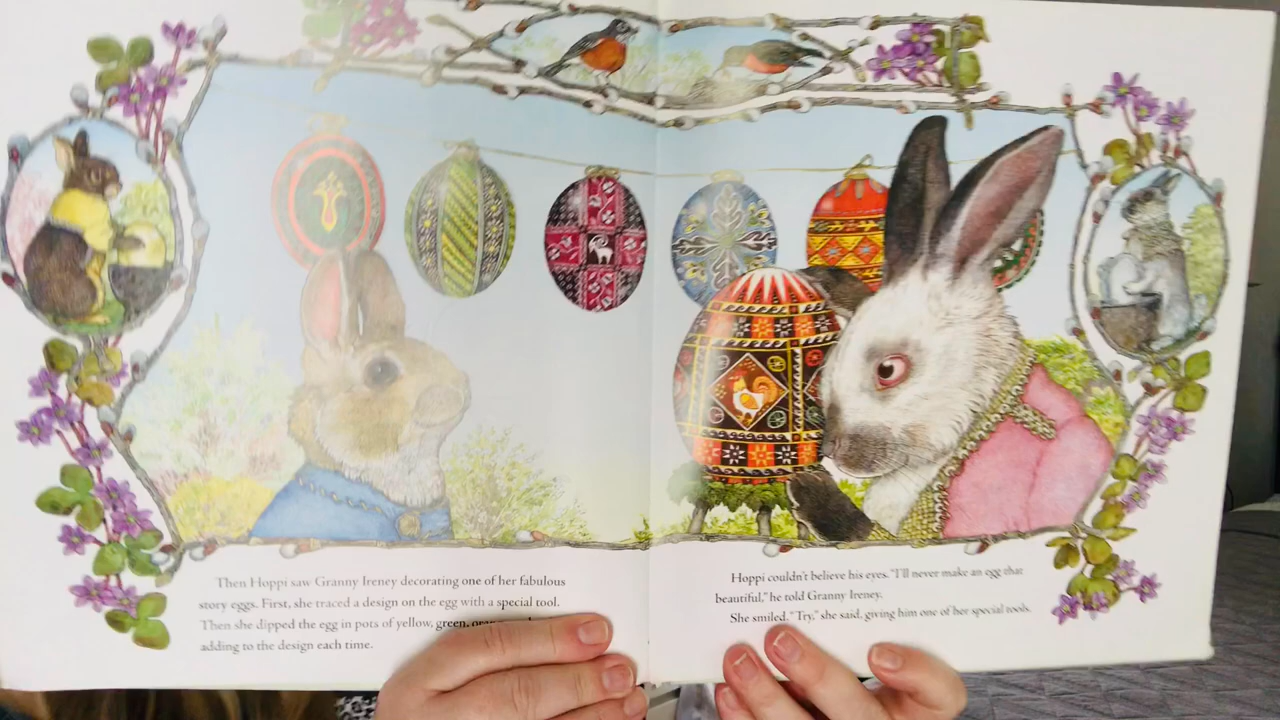 Then Hoppi saw Granny Ireney decorating one of her fabulous
story eggs. First, she traced a design on the egg with a special tool.
Then she dipped the egg in pots of yellow, green,
adding to the design each time.
Hoppi couldn't believe his eyes. "I'll never make an egg that
beautiful," he told Granny Ireney.
She smiled. "Try," she said, giving him one of her special tools.